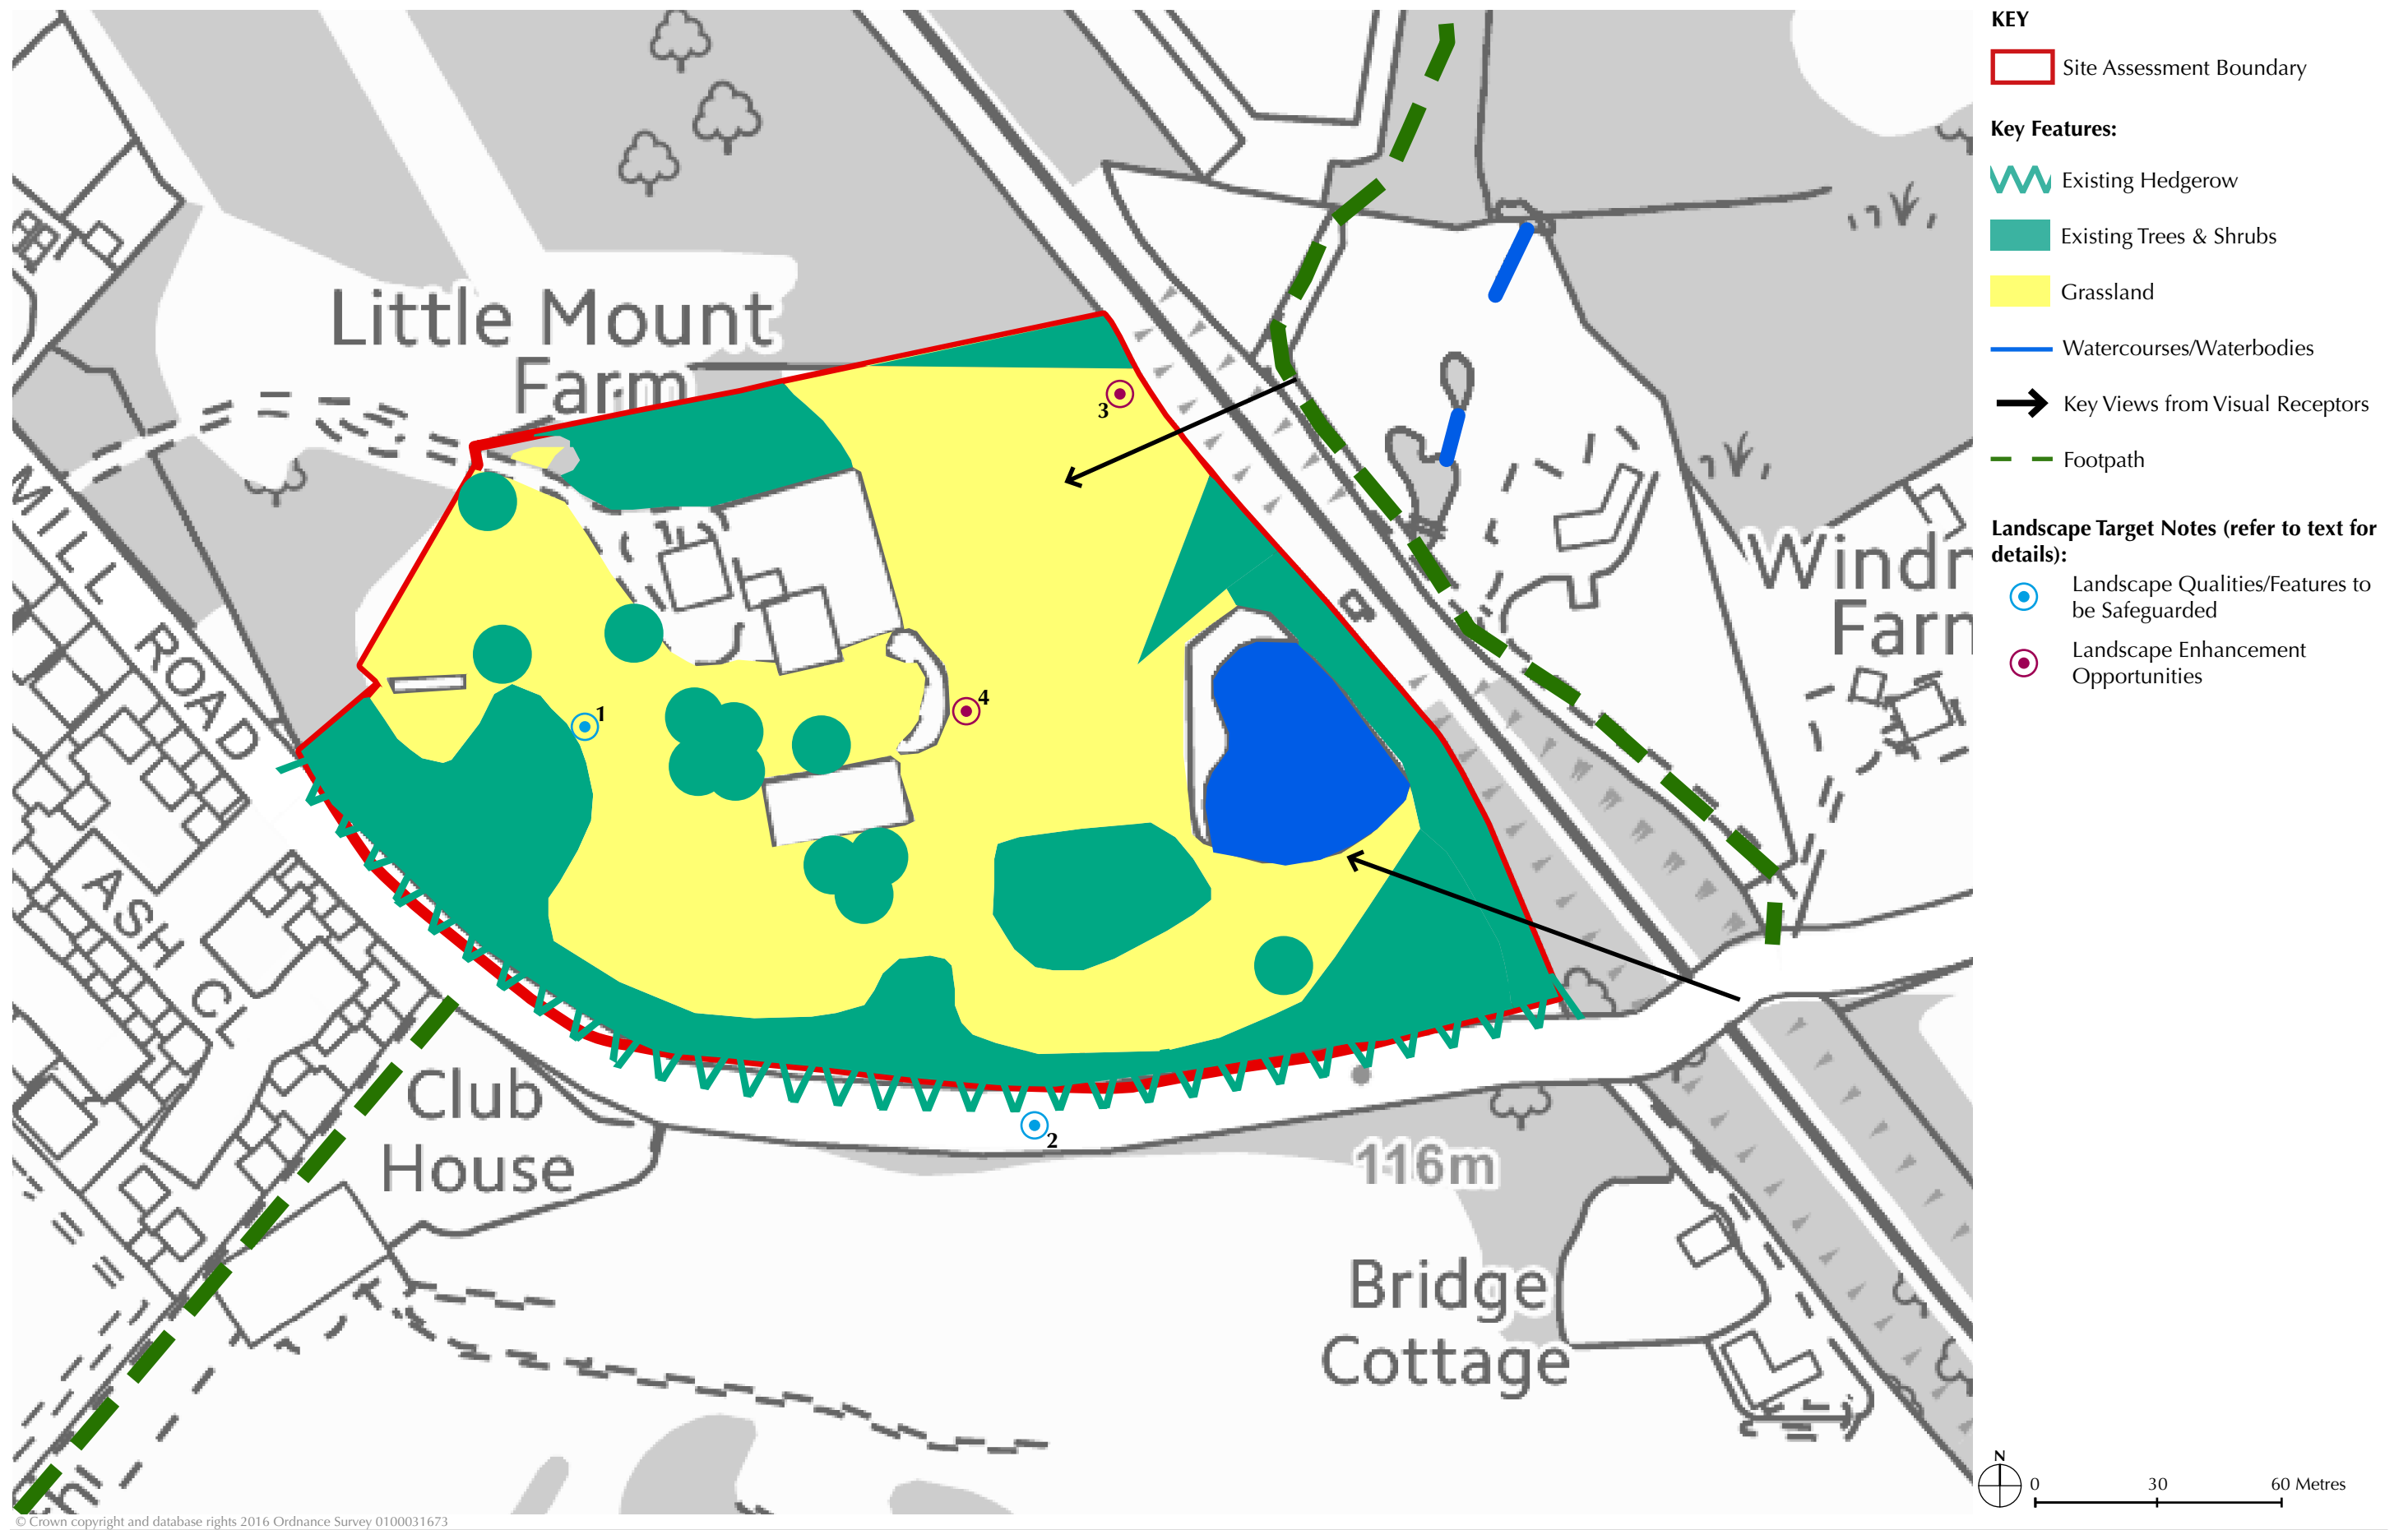 Little Mount
Farm
MILL ROAD
ASH CL
Club
House
116m
Bridge
Cottage
3
4
1
2
© Crown copyright and database rights 2016 Ordnance Survey 0100031673
KEY
Site Assessment Boundary
Key Features:
Existing Hedgerow
Existing Trees & Shrubs
Grassland
Watercourses/Waterbodies
Key Views from Visual Receptors
Footpath
Landscape Target Notes (refer to text for
details):
Landscape Qualities/Features to
be Safeguarded
Landscape Enhancement
Opportunities
N
0 30 60 Metres